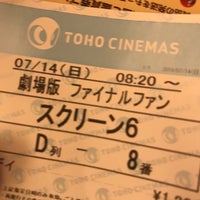 TOHO CINEMAS
07/14(日) 08:20～
劇場版 ファイナルファン
スクリーン6
D列 － 8番